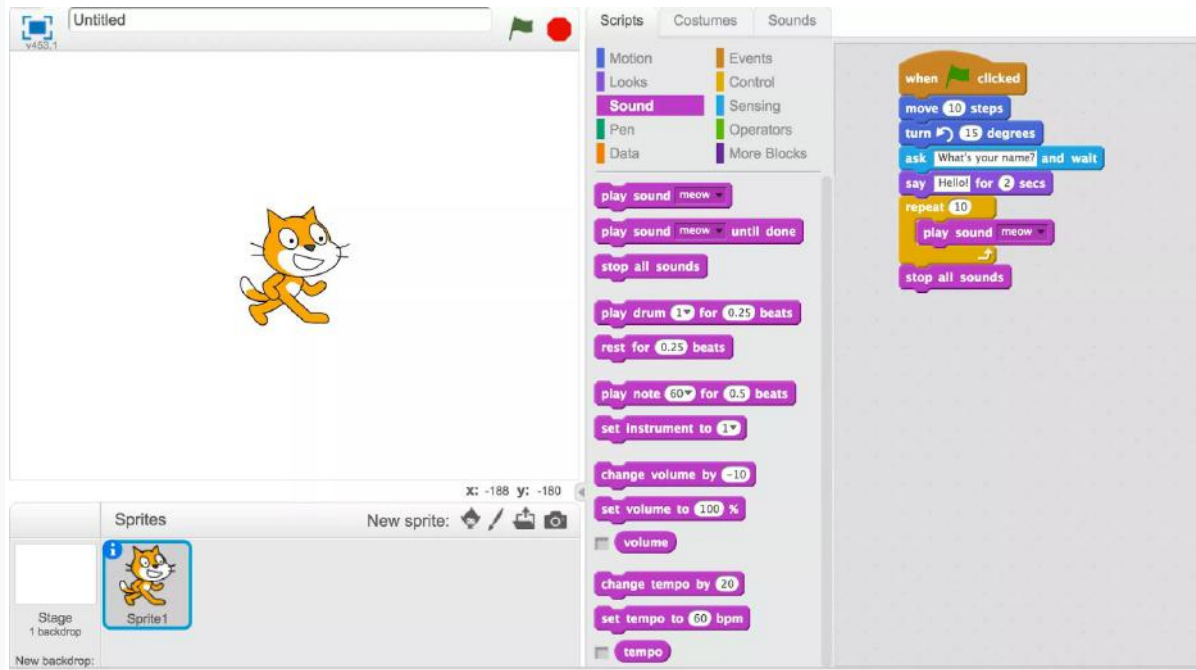 Untitled
v453.1
x: -188 y: -180
Sprites
New sprite:
Stage
1 backdrop
Sprite1
New backdrop:
Scripts Costumes Sounds
Motion Events
Looks Control
Sound Sensing
Pen Operators
Data More Blocks
play sound meow
play sound meow until done
stop all sounds
play drum 1 for 0.25 beats
rest for 0.25 beats
play note 60 for 0.5 beats
set instrument to 1
change volume by -10
set volume to 100 %
volume
change tempo by 20
set tempo to 60 bpm
tempo
when clicked
move 10 steps
turn 15 degrees
ask What's your name? and wait
say Hello! for 2 secs
repeat 10
play sound meow
stop all sounds